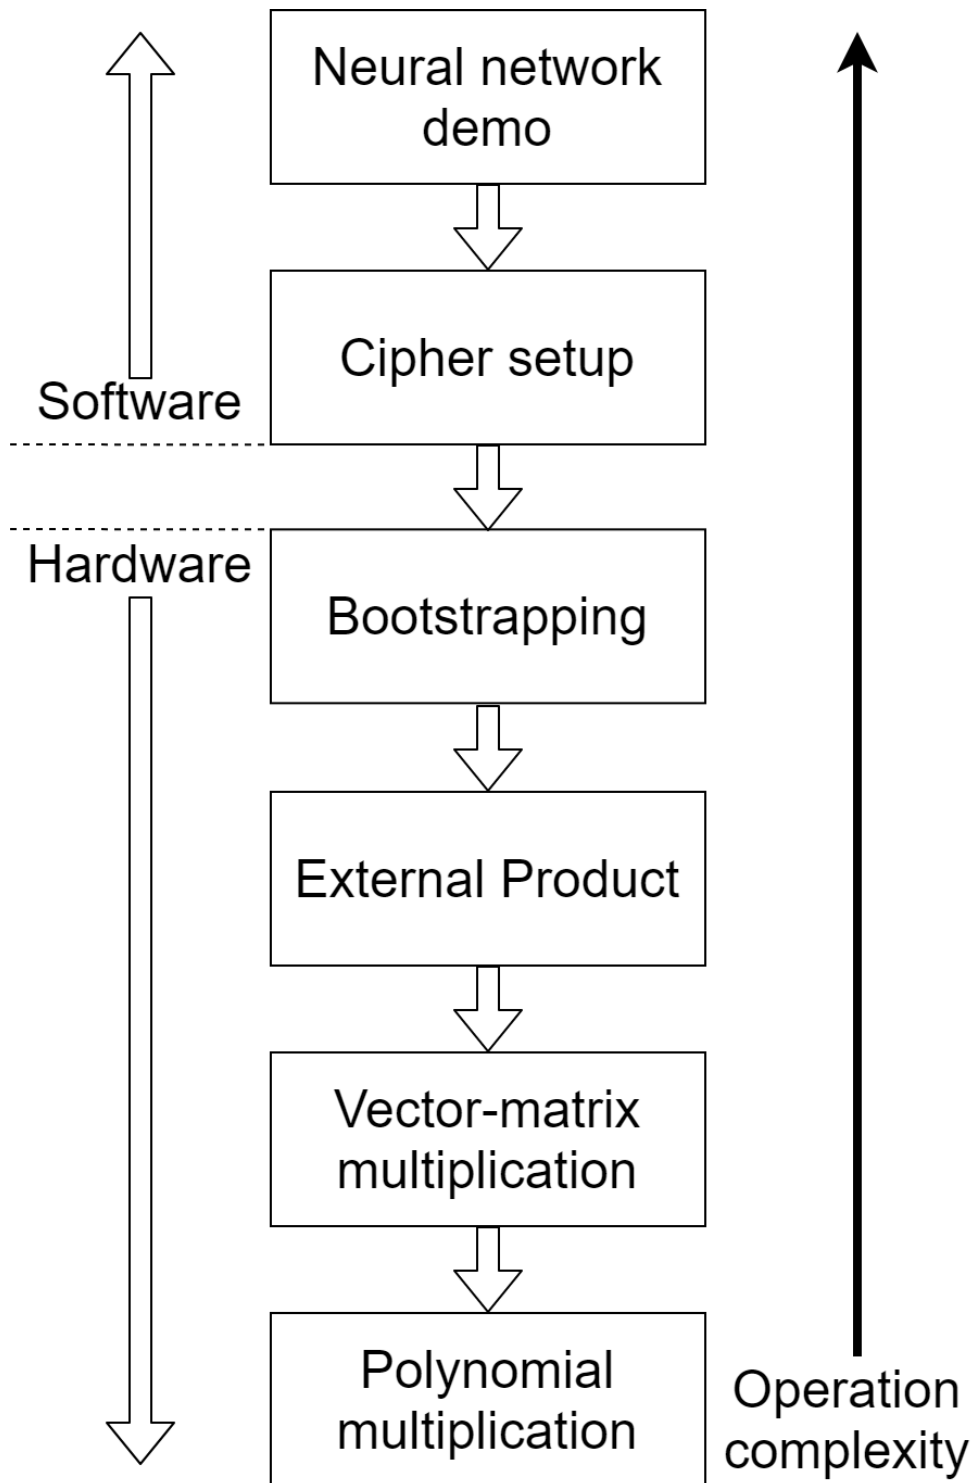 Neural network
demo
Cipher setup
Software
Hardware
Bootstrapping
External Product
Vector-matrix
multiplication
Polynomial
multiplication
Operation
complexity